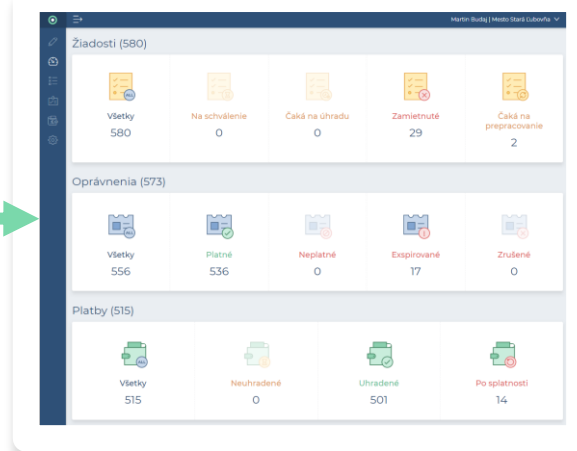 Martin Budaj | Mesto Stará Ľubovňa
Žiadosti (580)
Všetky
580
Na schválenie
0
Čaká na úhradu
0
Zamietnuté
29
Čaká na
prepracovanie
2
Oprávnenia (573)
Všetky
556
Platné
536
Neplatné
0
Exspirované
17
Zrušené
0
Platby (515)
Všetky
515
Neuhradené
0
Uhradené
501
Po splatnosti
14